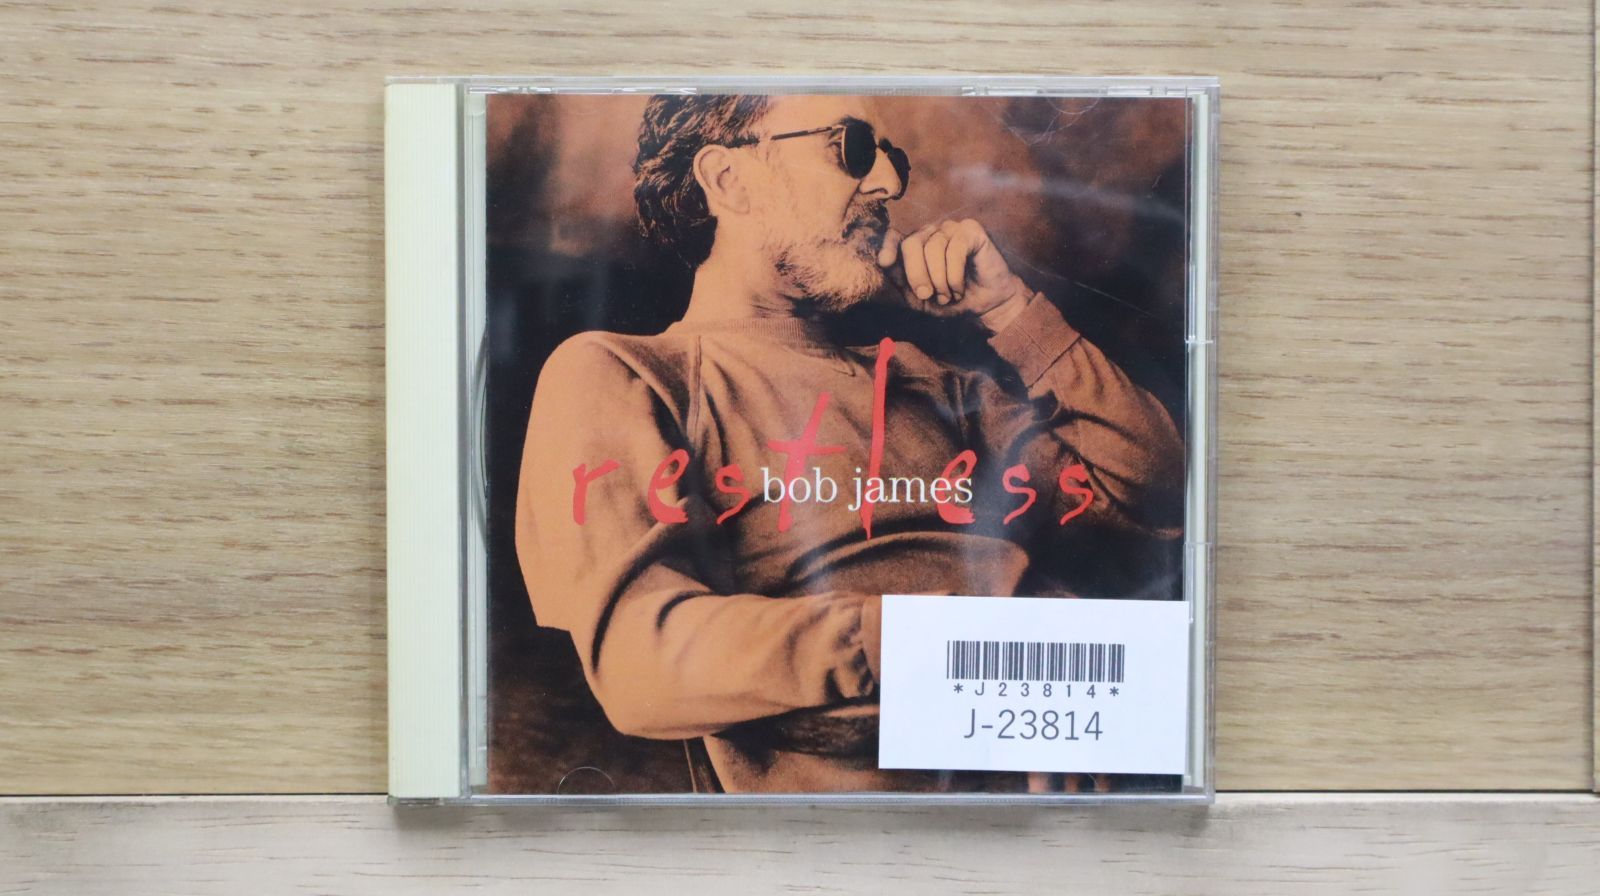 restless
bob james
*J23814*
J-23814